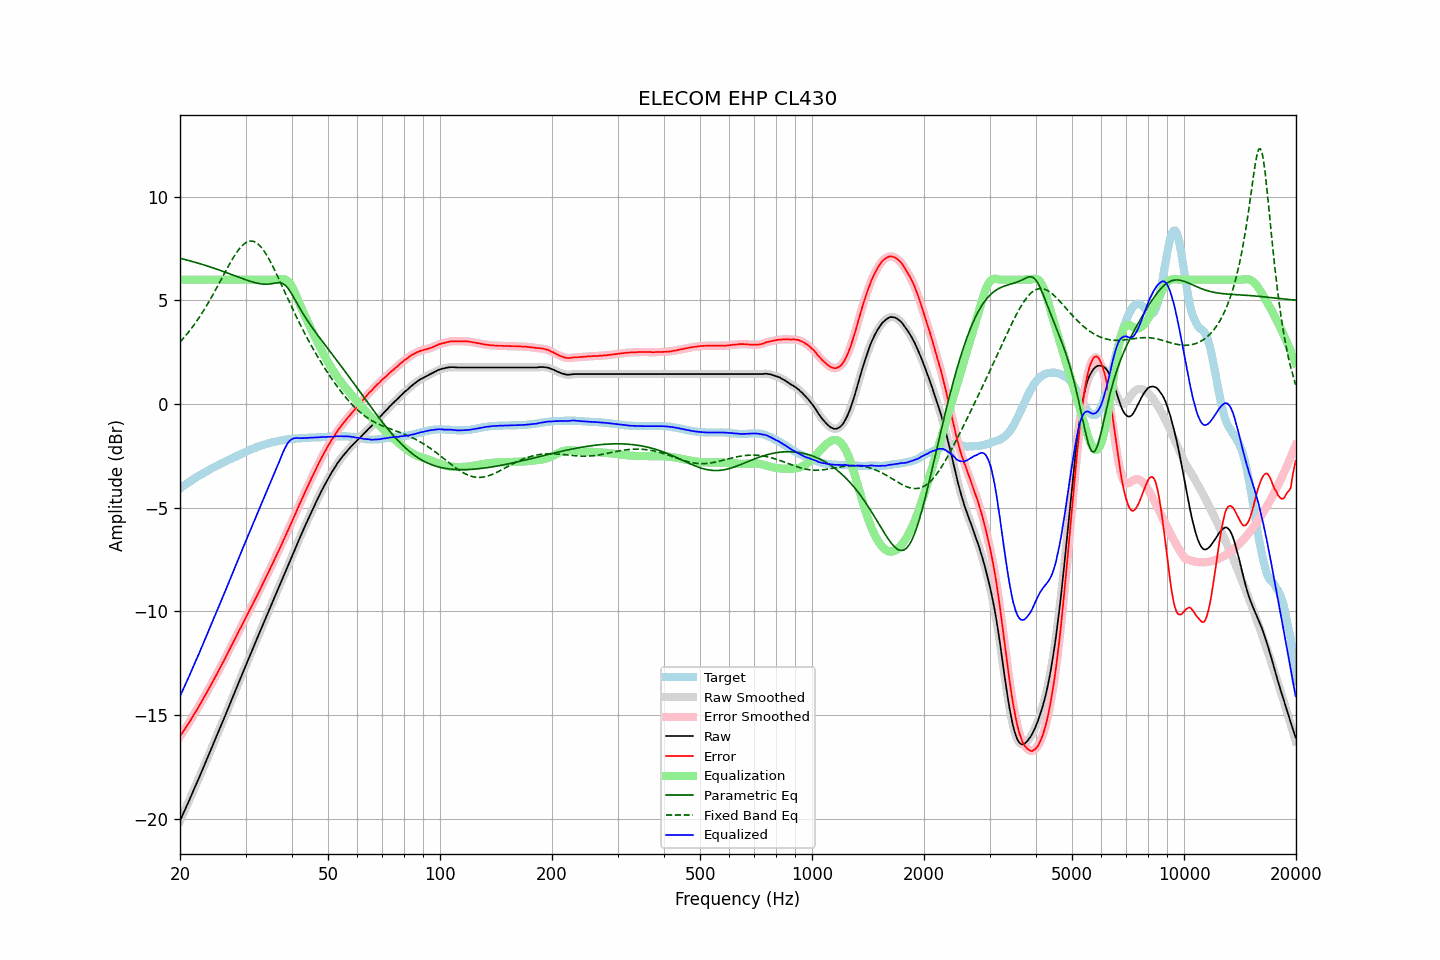 ELECOM EHP CL430
Amplitude (dBr)
10
5
0
−5
−10
−15
−20
Target
Raw Smoothed
Error Smoothed
Raw
Error
Equalization
Parametric Eq
Fixed Band Eq
Equalized
20 50 100 200 500 1000 2000 5000 10000 20000
Frequency (Hz)